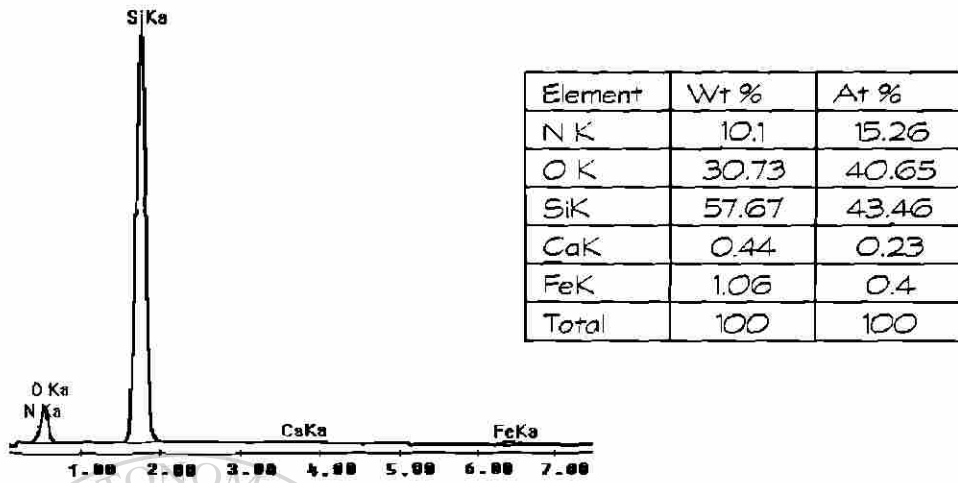 SiKa
Element Wt % At %
N K 10.1 15.26
O K 30.73 40.65
SiK 57.67 43.46
CaK 0.44 0.23
FeK 1.06 0.4
Total 100 100
O Ka
N Ka
CaKa FeKa
1.00 2.00 3.00 4.00 5.00 6.00 7.00